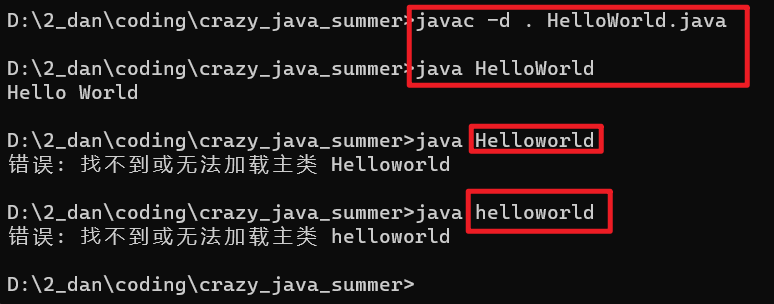 D:\2_dan\coding\crazy_java_summer>javac -d . HelloWorld.java
D:\2_dan\coding\crazy_java_summer>java HelloWorld
Hello World
D:\2_dan\coding\crazy_java_summer>java Helloworld
错误: 找不到或无法加载主类 Helloworld
D:\2_dan\coding\crazy_java_summer>java helloworld
错误: 找不到或无法加载主类 helloworld
D:\2_dan\coding\crazy_java_summer>